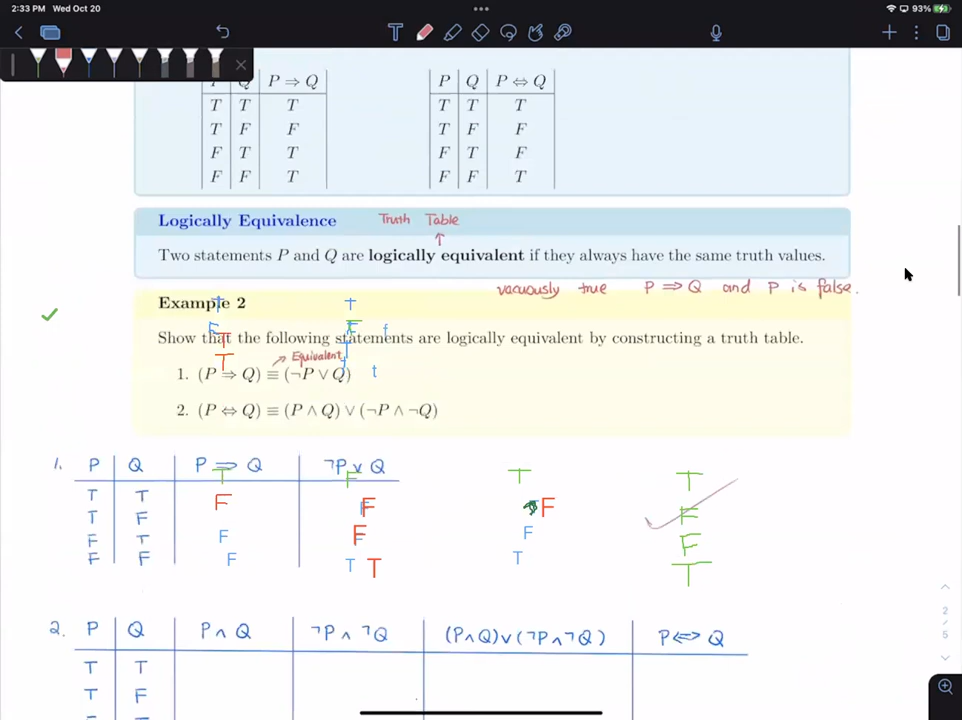 2:33 PM Wed Oct 20
93%
P Q P ⇒ Q
T T T
T F F
F T T
F F T
P Q P ⇔ Q
T T T
T F F
F T F
F F T
Logically Equivalence Truth Table
↑
Two statements P and Q are logically equivalent if they always have the same truth values.
vacuously true P ⇒ Q and P is false.
Example 2
T T
F F f
Show that the following statements are logically equivalent by constructing a truth table.
T T
T
→ Equivalent
1. (P ⇒ Q) ≡ (¬P ∨ Q) t
2. (P ⇔ Q) ≡ (P ∧ Q) ∨ (¬P ∧ ¬Q)
1. P Q P ⇒ Q ¬P ∨ Q
T F T T
T T
T F F F F F
F T F F F F
F F F T T T T
2. P Q P ∧ Q ¬P ∧ ¬Q (P∧Q)∨(¬P∧¬Q) P⇔Q
T T
T F
2
/
5